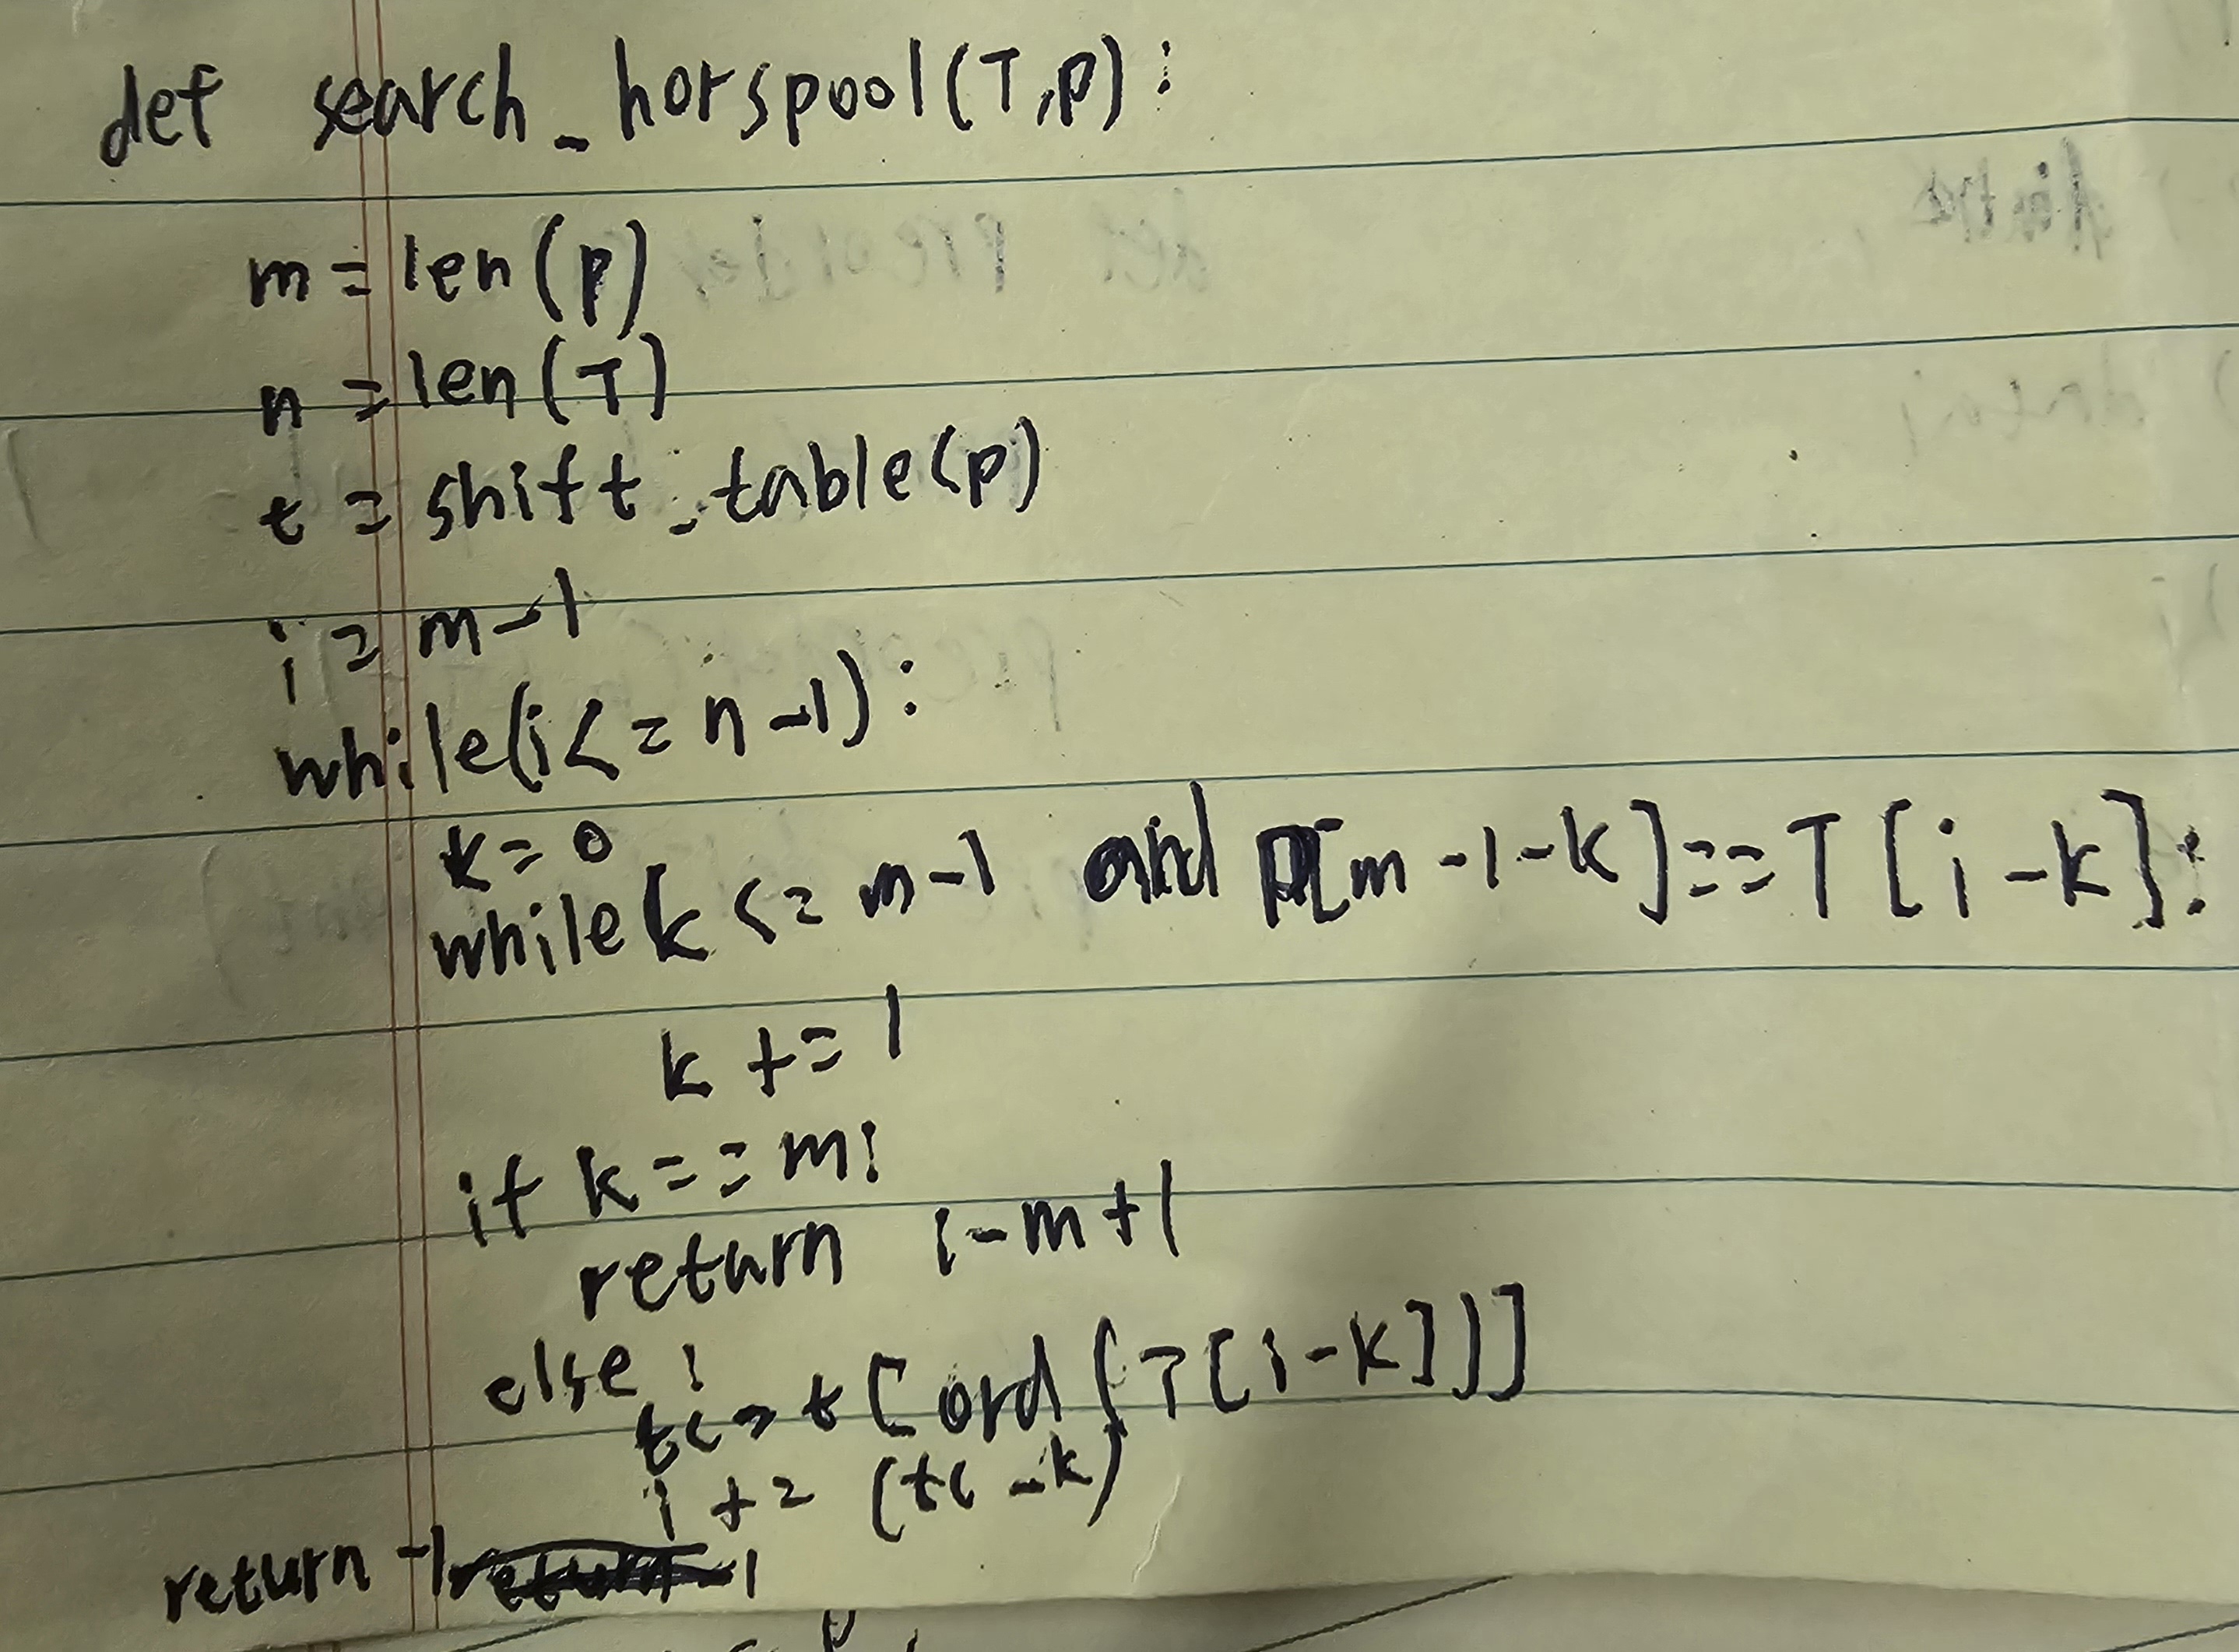 def search_horspool(T,p):
m=len(p)
n=len(T)
t=shift_table(p)
i=m-1
while(i<=n-1):
k=0
while k<=m-1 and p[m-1-k]==T[i-k]:
k+=1
if k==m:
return i-m+1
else:
tc=t[ord(T[i-k])]
i+=(tc-k)
return -1